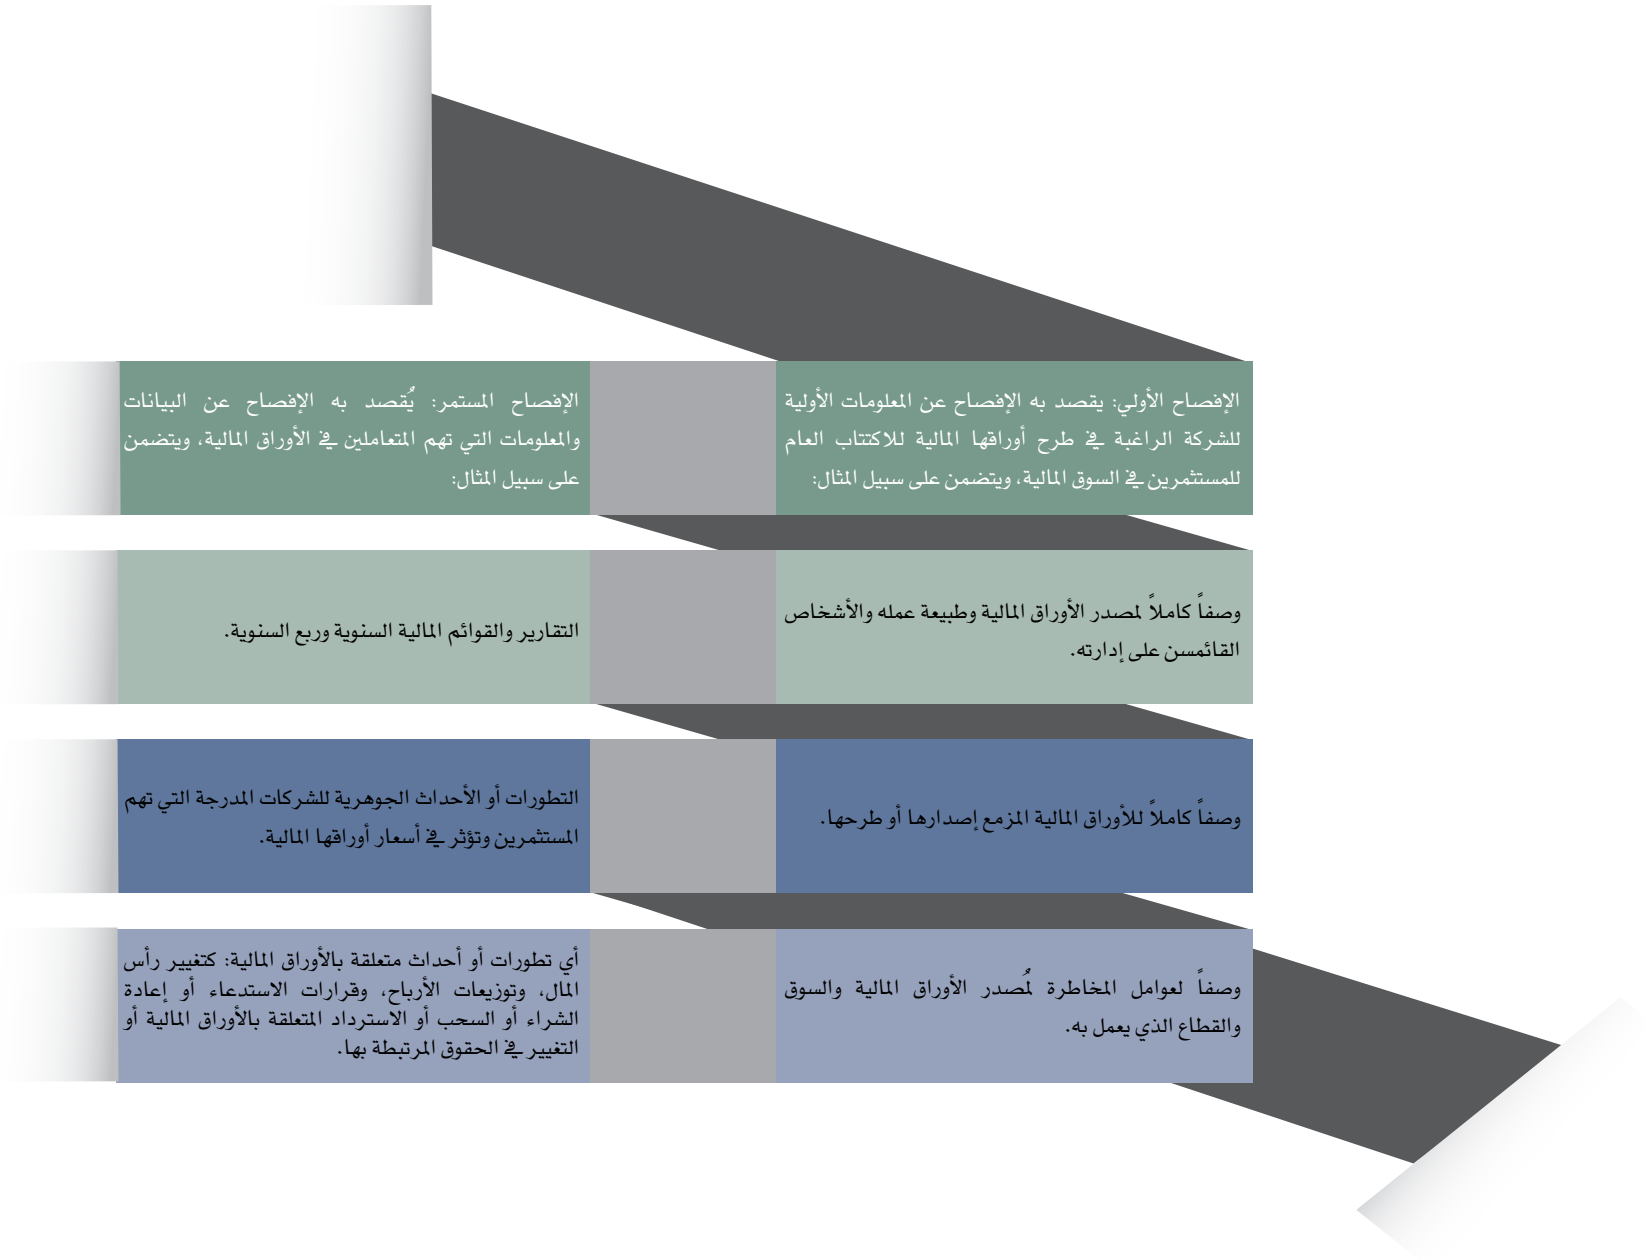 الإفصاح الأولي: يقصد به الإفصاح عن المعلومات الأولية
للشركة الراغبة في طرح أوراقها المالية للاكتتاب العام
للمستثمرين في السوق المالية، ويتضمن على سبيل المثال:
الإفصاح المستمر: يُقصد به الإفصاح عن البيانات
والمعلومات التي تهم المتعاملين في الأوراق المالية، ويتضمن
على سبيل المثال:
وصفاً كاملاً لمصدر الأوراق المالية وطبيعة عمله والأشخاص
القائمسن على إدارته.
التقارير والقوائم المالية السنوية وربع السنوية.
وصفاً كاملاً للأوراق المالية المزمع إصدارها أو طرحها.
التطورات أو الأحداث الجوهرية للشركات المدرجة التي تهم
المستثمرين وتؤثر في أسعار أوراقها المالية.
وصفاً لعوامل المخاطرة لمُصدر الأوراق المالية والسوق
والقطاع الذي يعمل به.
أي تطورات أو أحداث متعلقة بالأوراق المالية: كتغيير رأس
المال، وتوزيعات الأرباح، وقرارات الاستدعاء أو إعادة
الشراء أو السحب أو الاسترداد المتعلقة بالأوراق المالية أو
التغيير في الحقوق المرتبطة بها.